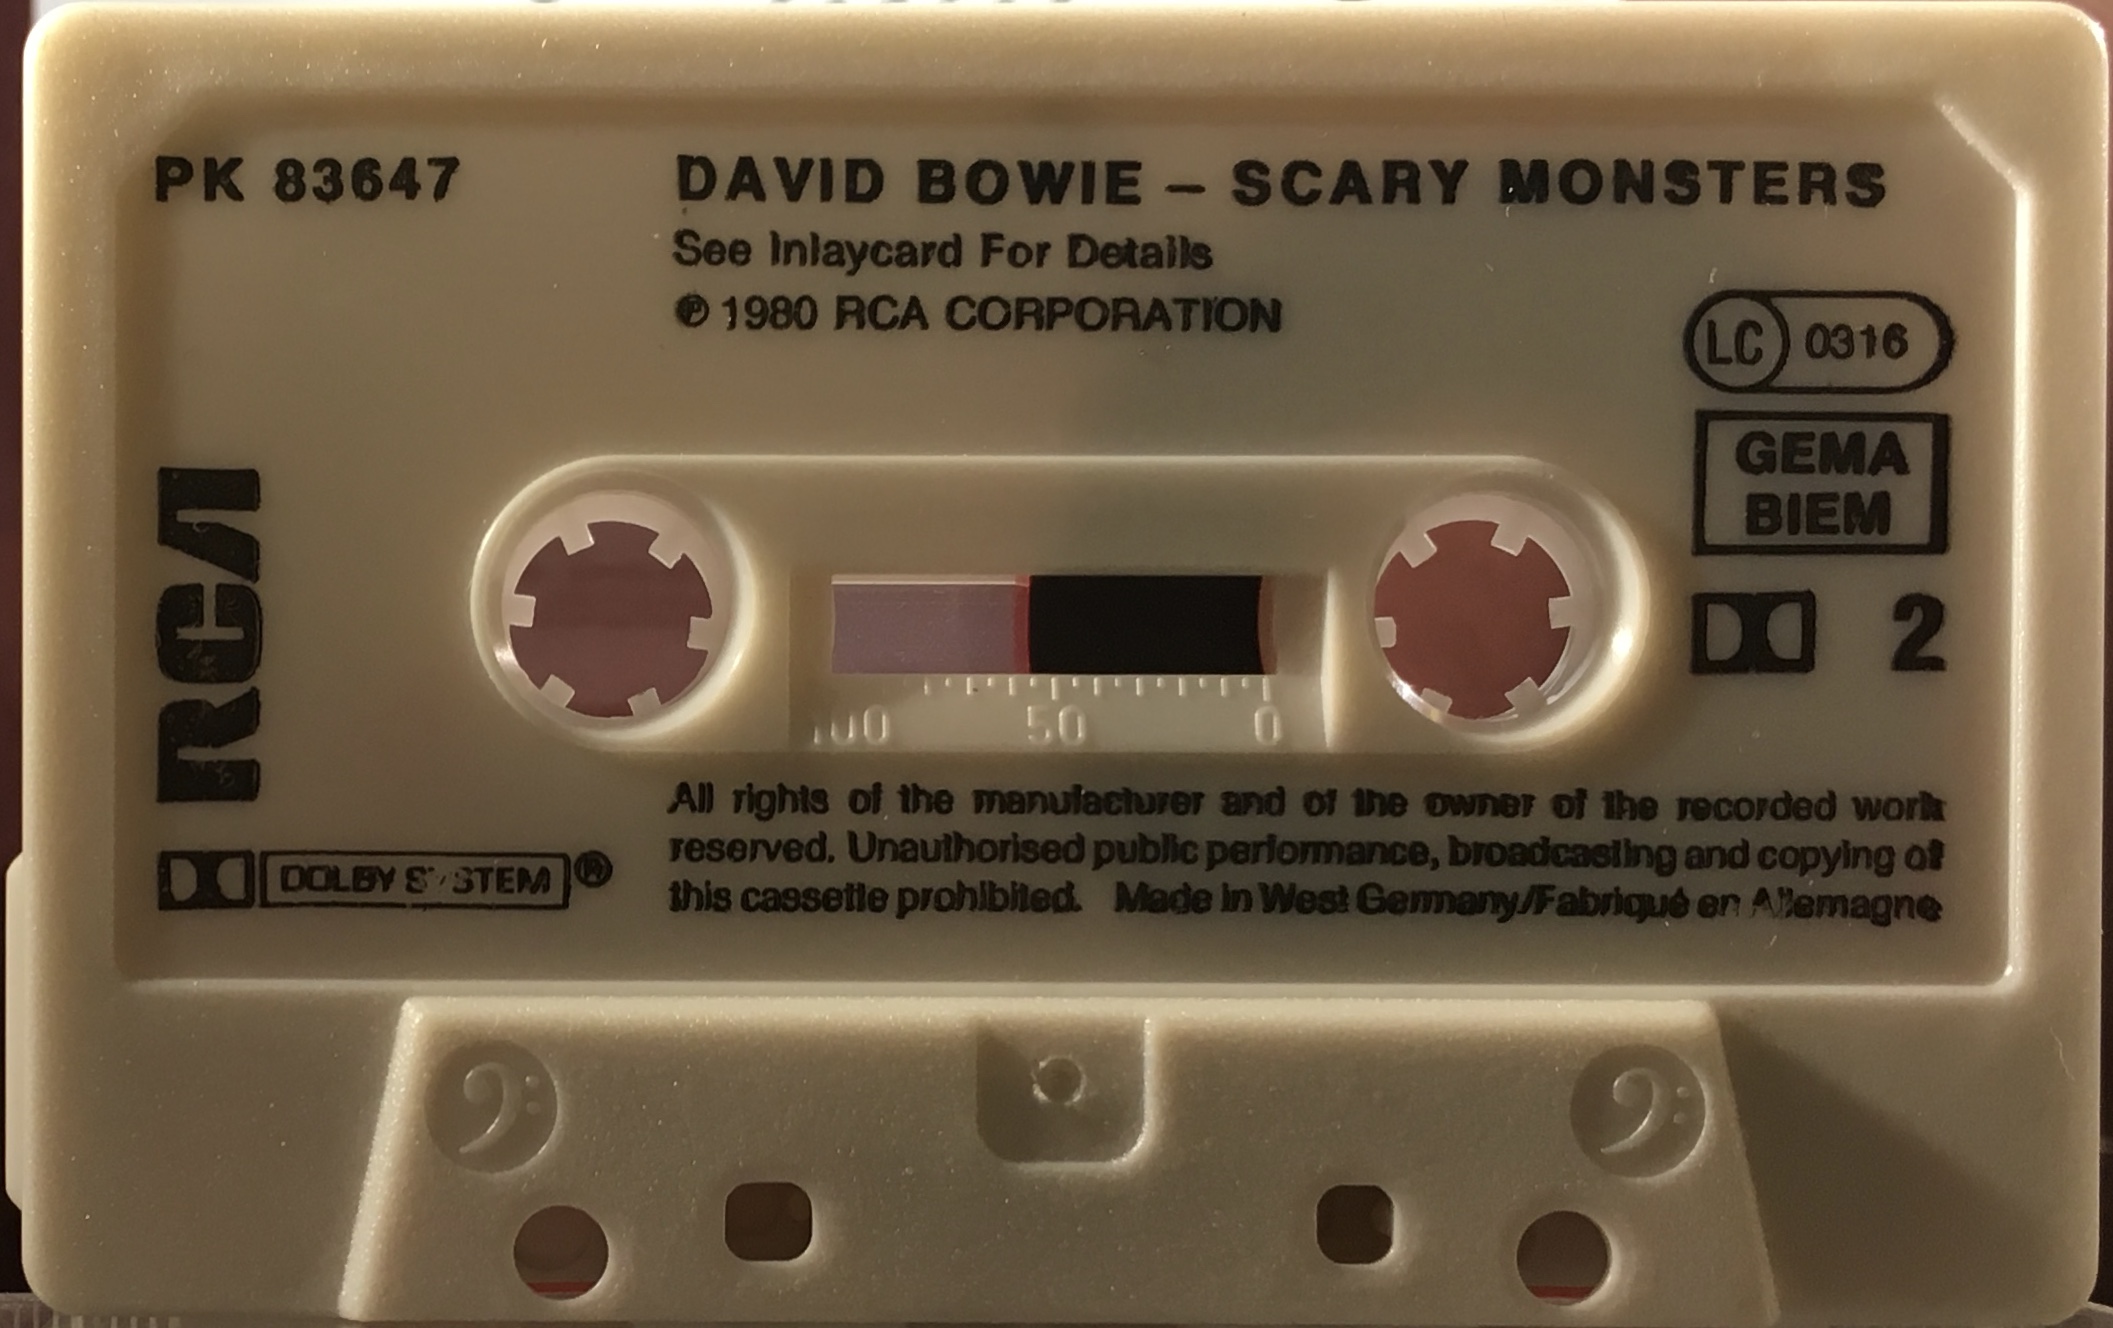 PK 83647
DAVID BOWIE – SCARY MONSTERS
See Inlaycard For Details
℗ 1980 RCA CORPORATION
LC 0316
GEMA
BIEM
RCA
2
00 50 0
All rights of the manufacturer and of the owner of the recorded work
reserved. Unauthorised public performance, broadcasting and copying of
this cassette prohibited. Made in West Germany/Fabriqué en Allemagne
DOLBY SYSTEM ®